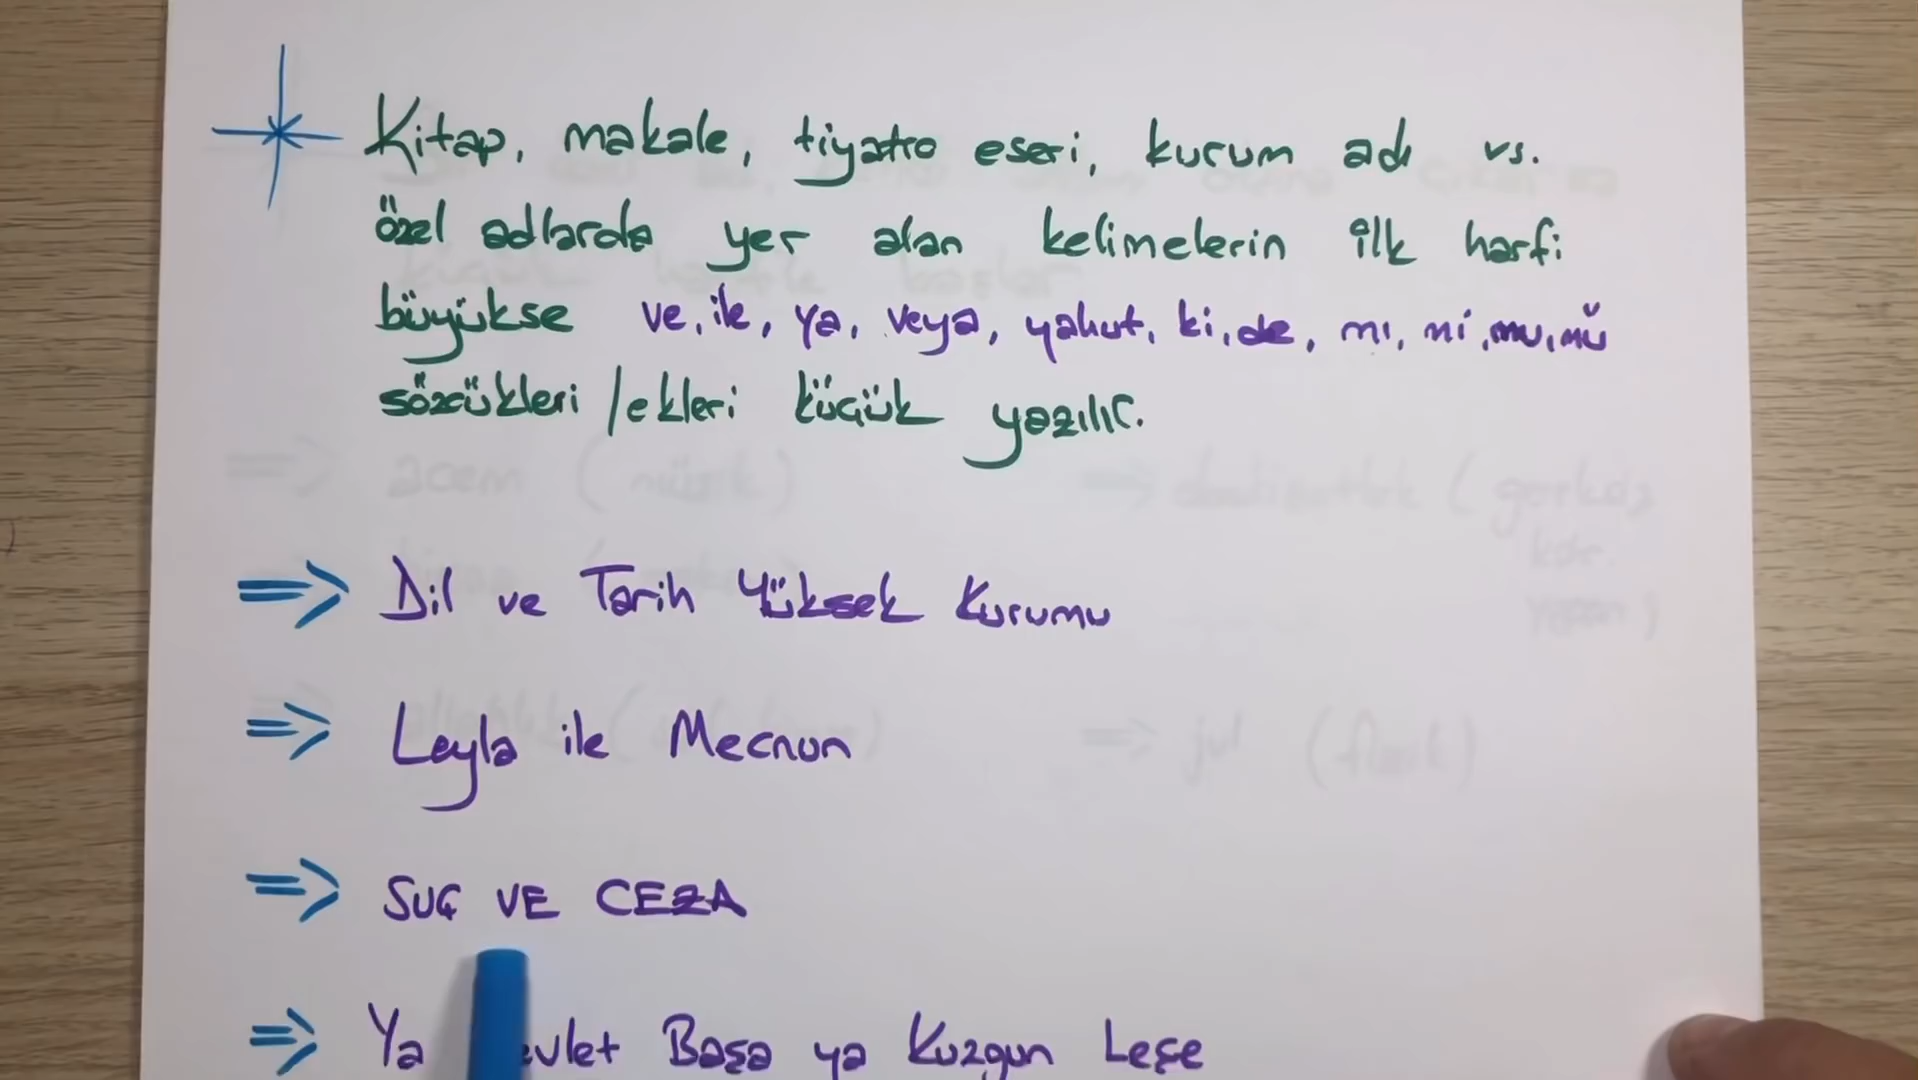 Kitap, makale, tiyatro eseri, kurum adı vs.
özel adlarda yer alan kelimelerin ilk harfi
büyükse ve, ile, ya, veya, yahut, ki, de, mı, mi, mu, mü
sözcükleri/ekleri küçük yazılır.
⇒ Dil ve Tarih Yüksek Kurumu
⇒ Leyla ile Mecnun
⇒ SUÇ VE CEZA
⇒ Ya Başa ya Kuzgun Leşe